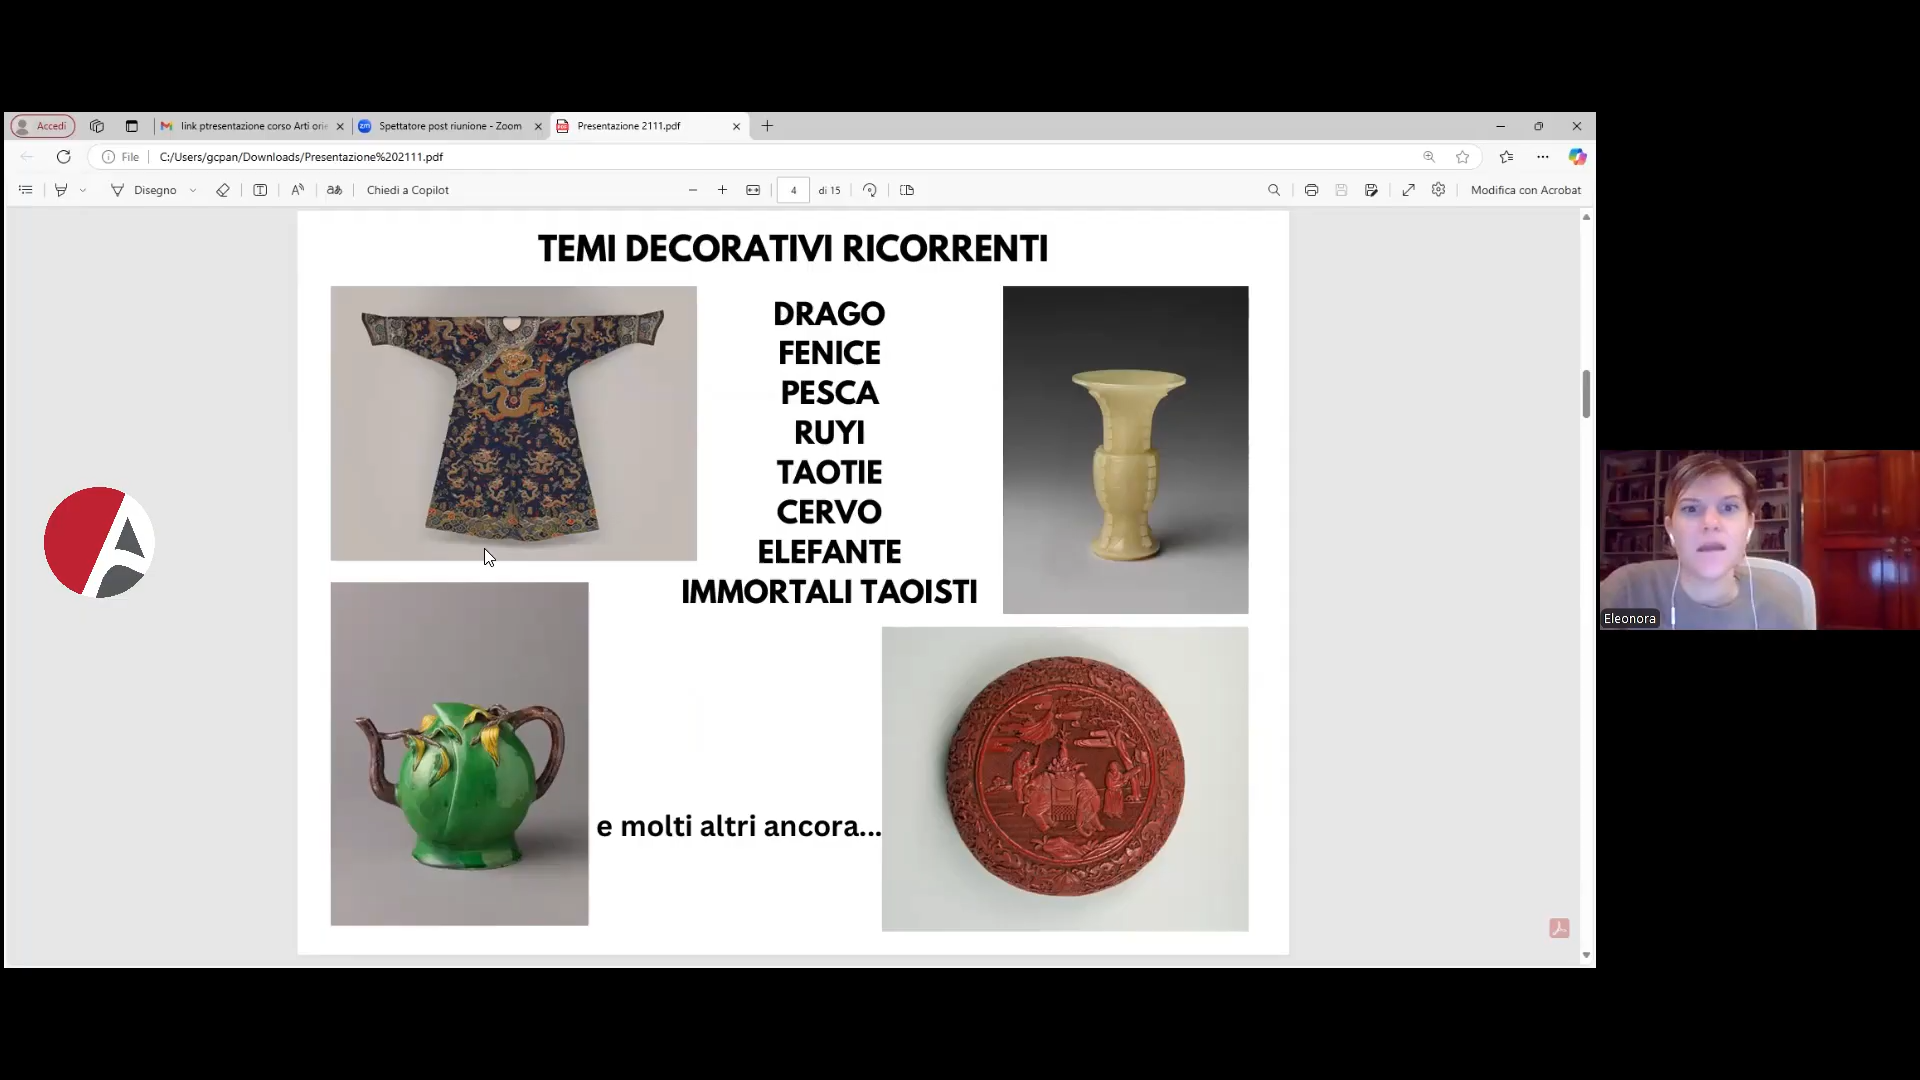 Accedi
link ptresentazione corso Arti orie
Spettatore post riunione - Zoom
Presentazione 2111.pdf
File
C:/Users/gcpan/Downloads/Presentazione%202111.pdf
Disegno
Chiedi a Copilot
4
di 15
Modifica con Acrobat
TEMI DECORATIVI RICORRENTI
DRAGO
FENICE
PESCA
RUYI
TAOTIE
CERVO
ELEFANTE
IMMORTALI TAOISTI
e molti altri ancora...
Eleonora